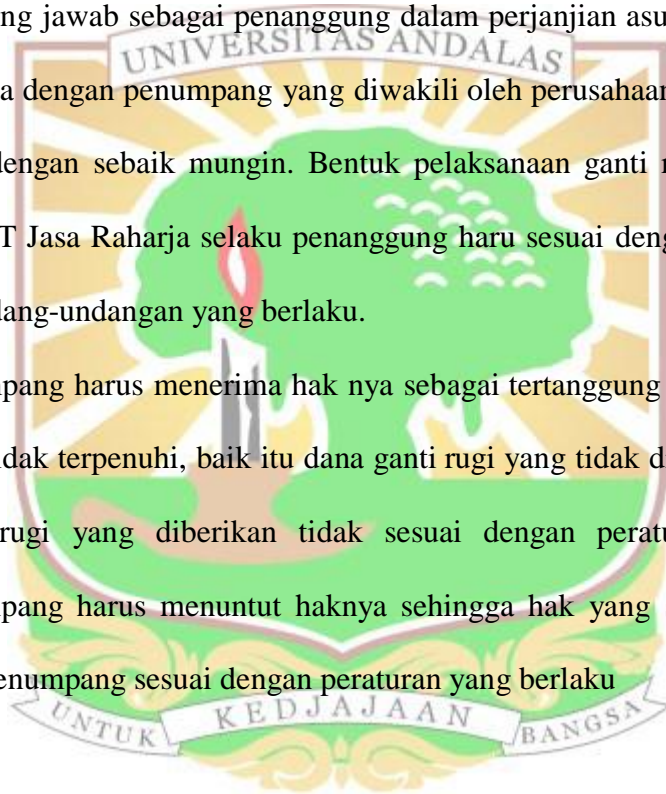 ng jawab sebagai penanggung dalam perjanjian asu
UNIVERSITAS ANDALAS
a dengan penumpang yang diwakili oleh perusahaan
dengan sebaik mungin. Bentuk pelaksanaan ganti
T Jasa Raharja selaku penanggung haru sesuai deng
dang-undangan yang berlaku.
pang harus menerima hak nya sebagai tertanggung
idak terpenuhi, baik itu dana ganti rugi yang tidak d
rugi yang diberikan tidak sesuai dengan peratu
pang harus menuntut haknya sehingga hak yang
enumpang sesuai dengan peraturan yang berlaku
UNTUK KEDJAJAAN BANGSA